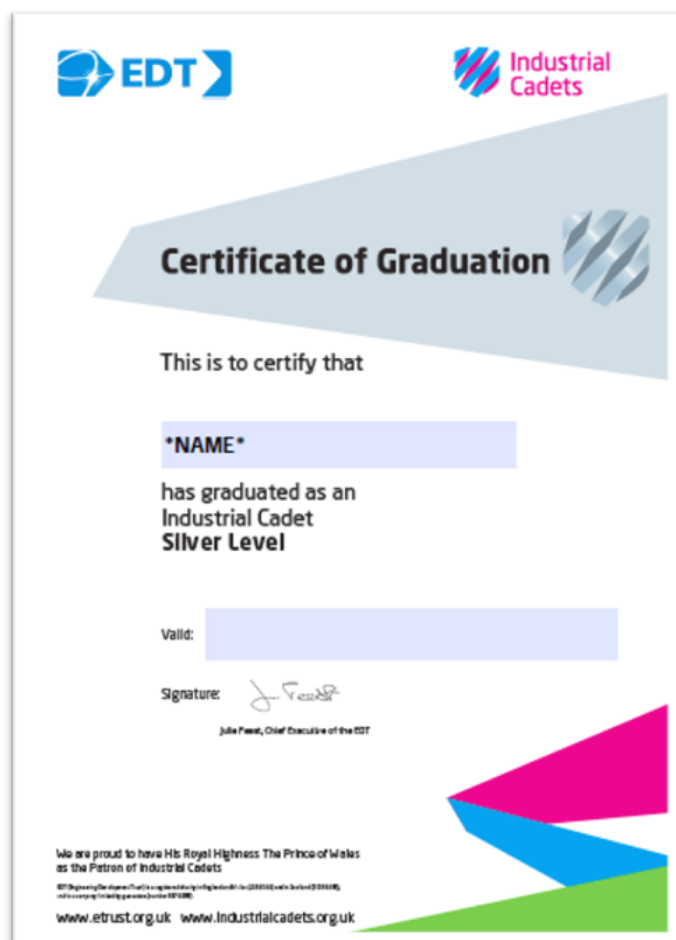 EDT
Industrial
Cadets
Certificate of Graduation
This is to certify that
*NAME*
has graduated as an
Industrial Cadet
Silver Level
Valid:
Signature:
Julie Feest, Chief Executive of the EDT
We are proud to have His Royal Highness The Prince of Wales
as the Patron of Industrial Cadets
www.etrust.org.uk www.industrialcadets.org.uk